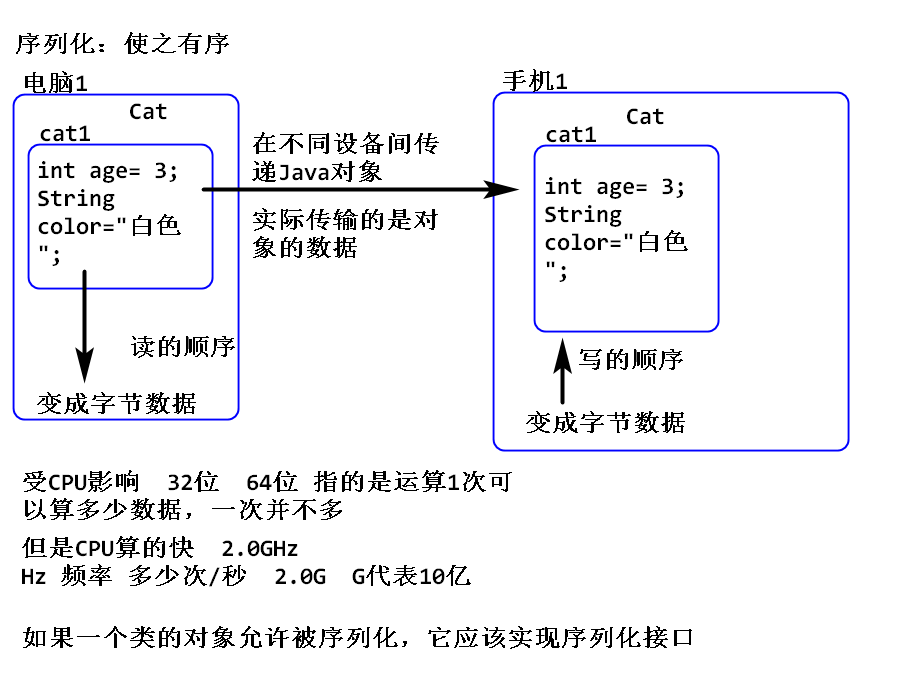 序列化：使之有序
电脑1
Cat
cat1
int age= 3;
String
color="白色
";
读的顺序
变成字节数据
在不同设备间传
递Java对象
实际传输的是对
象的数据
手机1
Cat
cat1
int age= 3;
String
color="白色
";
写的顺序
变成字节数据
受CPU影响  32位  64位 指的是运算1次可
以算多少数据，一次并不多
但是CPU算的快  2.0GHz
Hz 频率 多少次/秒  2.0G  G代表10亿
如果一个类的对象允许被序列化，它应该实现序列化接口